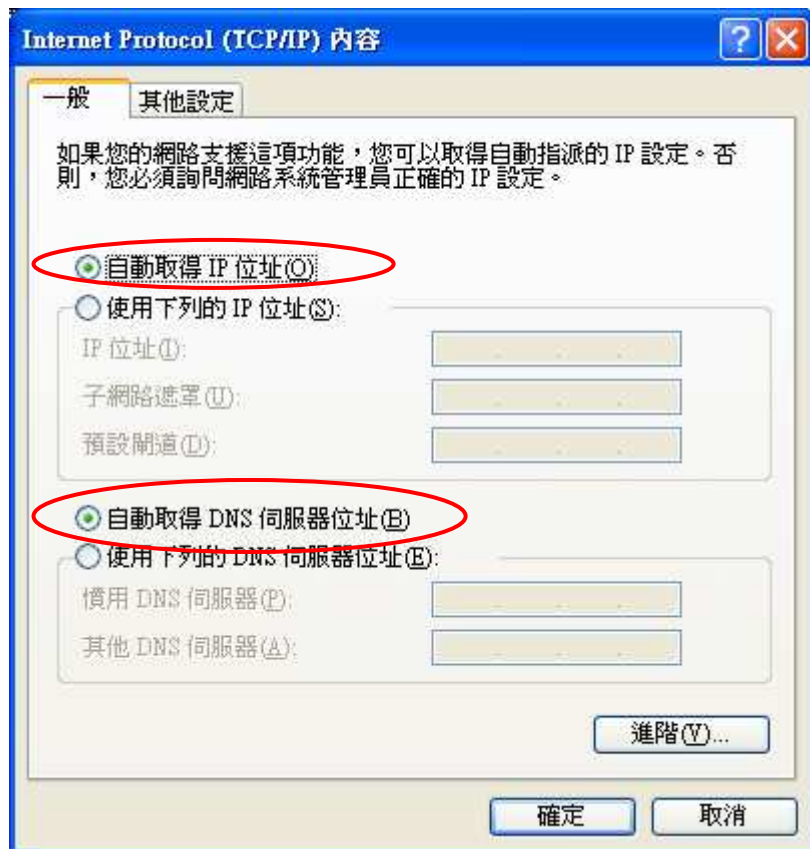 Internet Protocol (TCP/IP) 內容
一般
其他設定
如果您的網路支援這項功能，您可以取得自動指派的 IP 設定。否
則，您必須詢問網路系統管理員正確的 IP 設定。
自動取得 IP 位址(O)
使用下列的 IP 位址(S):
IP 位址(I):
子網路遮罩(U):
預設閘道(D):
自動取得 DNS 伺服器位址(B)
使用下列的 DNS 伺服器位址(E):
慣用 DNS 伺服器(P):
其他 DNS 伺服器(A):
進階(V)...
確定
取消